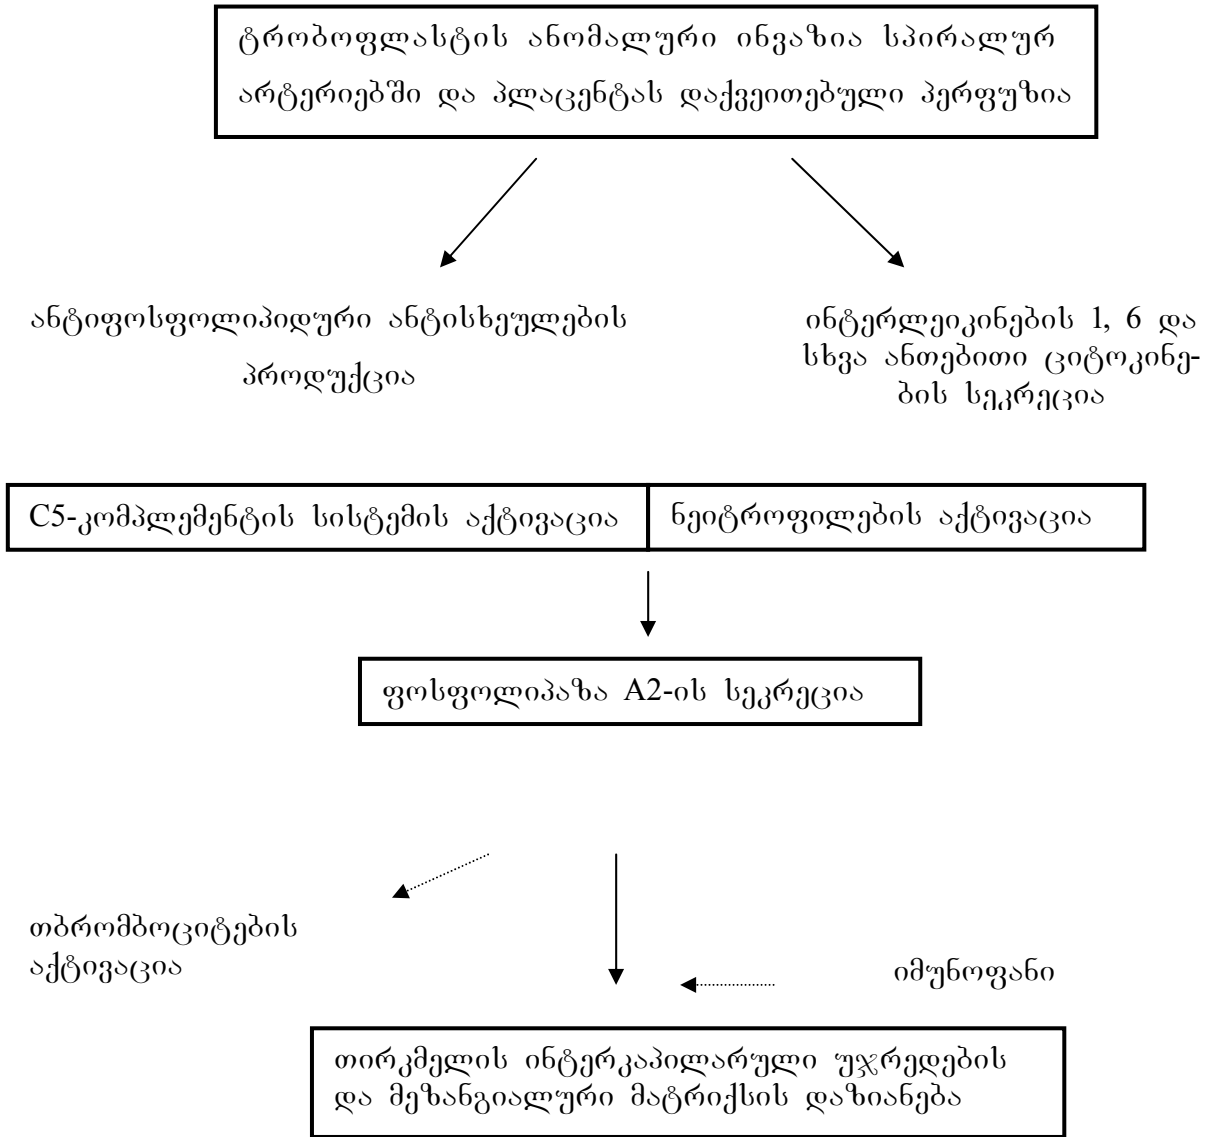 ტრობოფლასტის ანომალური ინვაზია სპირალურ
არტერიებში და პლაცენტას დაქვეითებული პერფუზია
ანტიფოსფოლიპიდური ანტისხეულების
პროდუქცია
ინტერლეიკინების 1, 6 და
სხვა ანთებითი ციტოკინე-
ბის სეკრეცია
C5-კომპლემენტის სისტემის აქტივაცია
ნეიტროფილების აქტივაცია
ფოსფოლიპაზა A2-ის სეკრეცია
თბრომბოციტების
აქტივაცია
იმუნოფანი
თირკმელის ინტერკაპილარული უჯრედების
და მეზანგიალური მატრიქსის დაზიანება